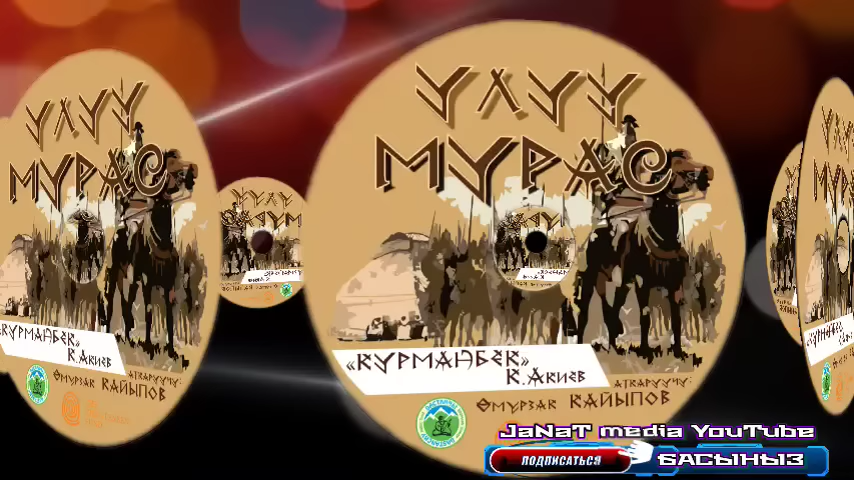 УЛУУ
МУРАС
«КУРМАНБЕК»
К.Акиев
АТКАРУУЧУ:
Өмүрзак КАЙЫПОВ
JaNaT media YouTube
ПОДПИСАТЬСЯ
БАСЫНЫЗ